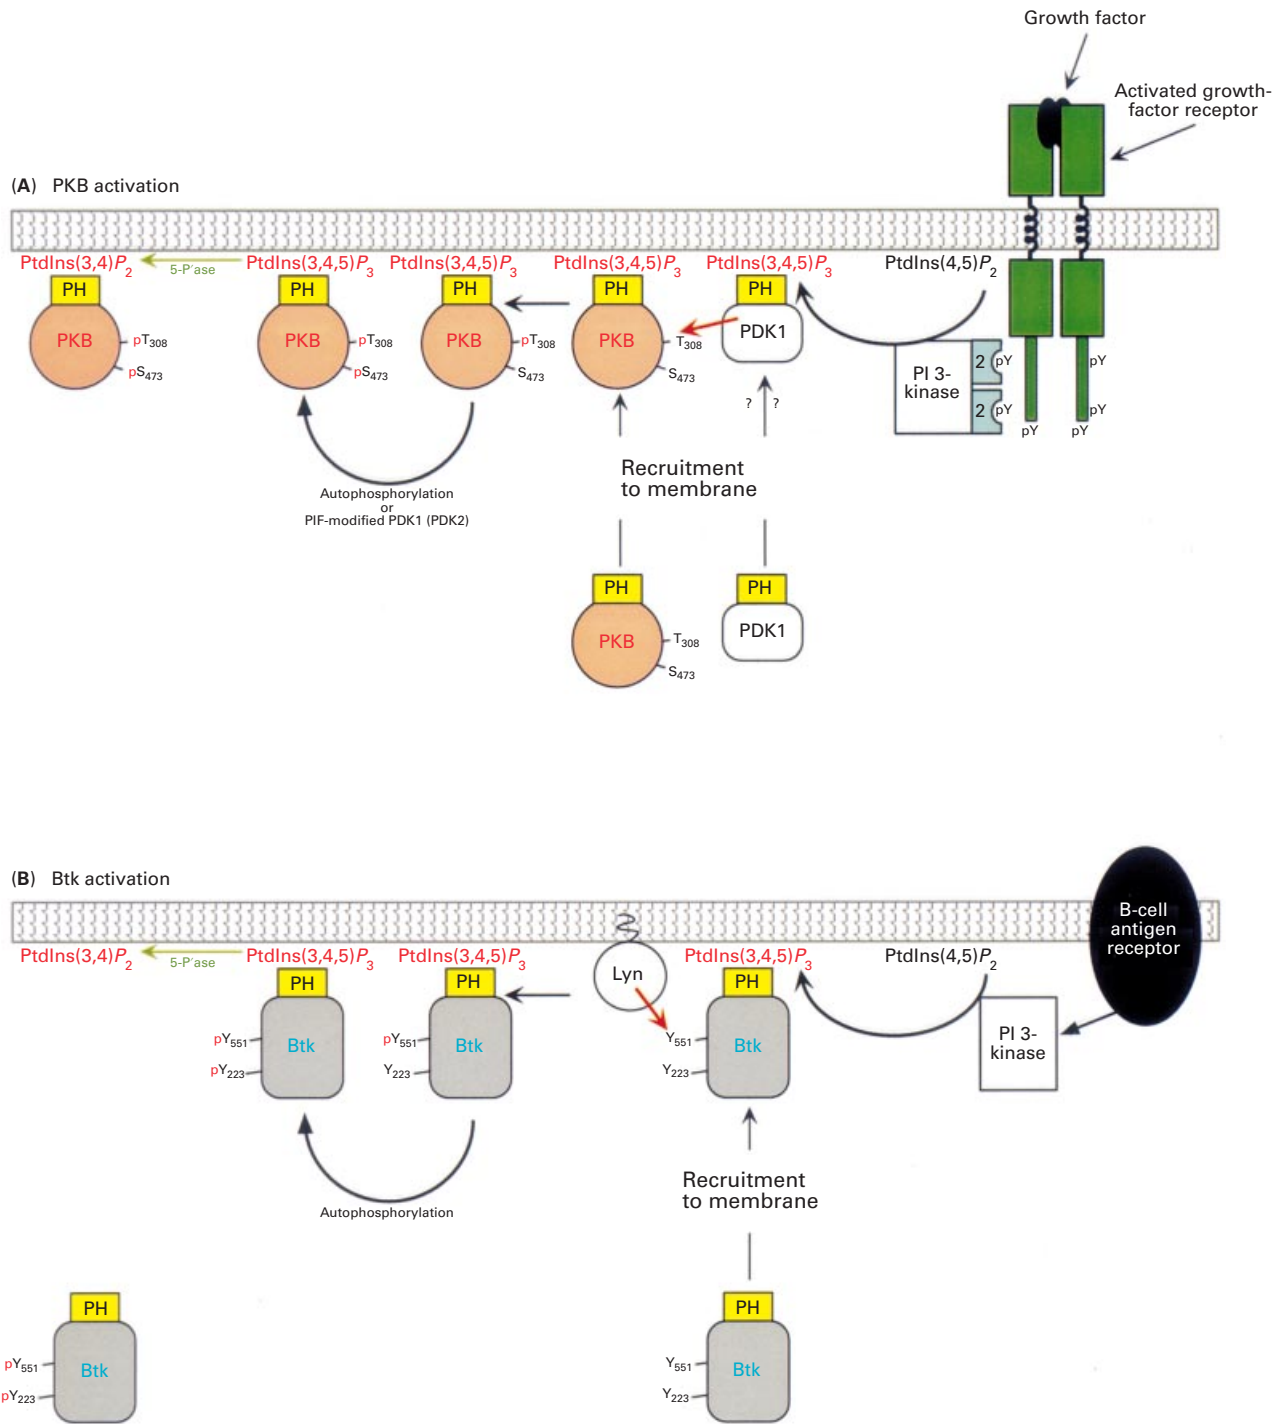 Growth factor
Activated growth-
factor receptor
(A) PKB activation
PtdIns(3,4)P2
5-P'ase
PtdIns(3,4,5)P3
PtdIns(3,4,5)P3
PtdIns(3,4,5)P3
PtdIns(3,4,5)P3
PtdIns(4,5)P2
PH
PH
PH
PH
PH
PKB
pT308
pS473
PKB
pT308
pS473
PKB
pT308
S473
PKB
T308
S473
PDK1
PI 3-
kinase
2
pY
2
pY
pY
pY
pY
pY
? ?
Recruitment
to membrane
Autophosphorylation
or
PIF-modified PDK1 (PDK2)
PH
PH
PKB
T308
S473
PDK1
(B) Btk activation
B-cell
antigen
receptor
PtdIns(3,4)P2
5-P'ase
PtdIns(3,4,5)P3
PtdIns(3,4,5)P3
Lyn
PtdIns(3,4,5)P3
PtdIns(4,5)P2
PH
PH
PH
pY551
pY223
Btk
pY551
Y223
Btk
Y551
Y223
Btk
PI 3-
kinase
Recruitment
to membrane
Autophosphorylation
PH
PH
pY551
pY223
Btk
Y551
Y223
Btk